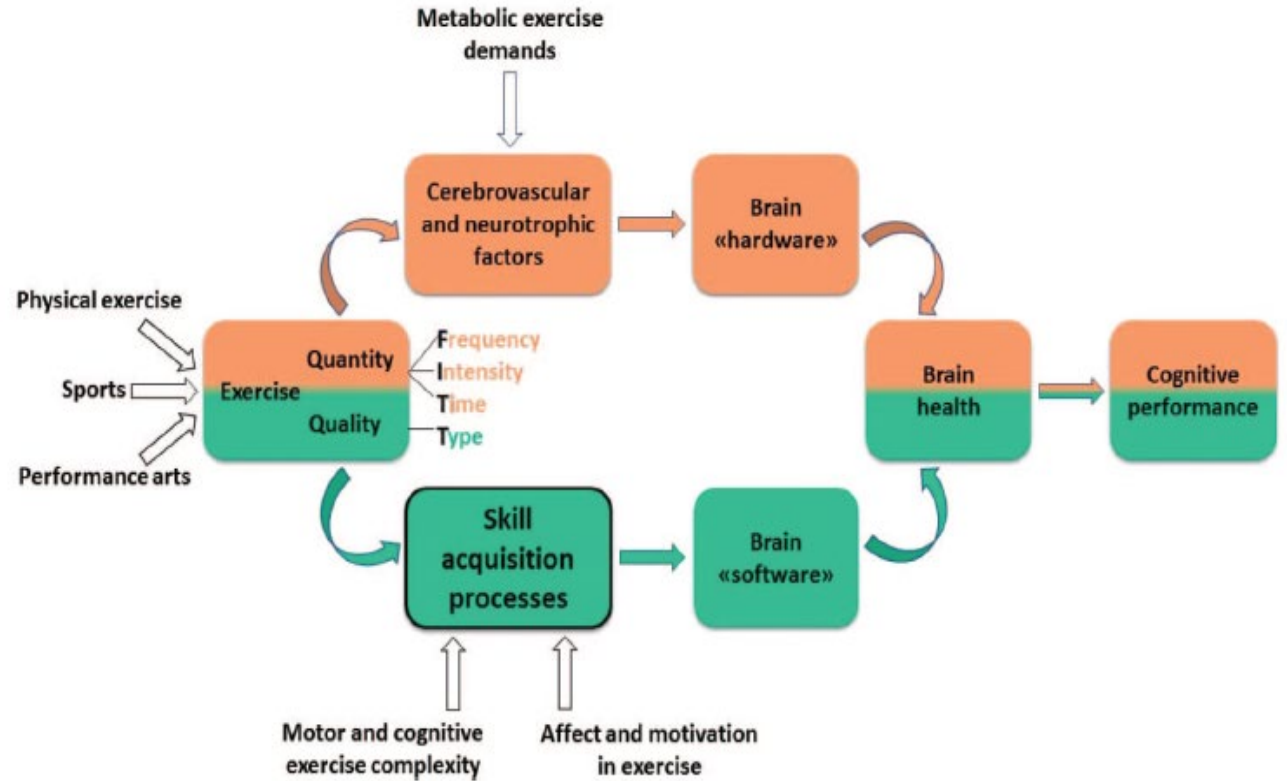 Metabolic exercise
demands
Cerebrovascular
and neurotrophic
factors
Brain
«hardware»
Physical exercise
Sports
Performance arts
Exercise
Quantity
Quality
Frequency
Intensity
Time
Type
Brain
health
Cognitive
performance
Skill
acquisition
processes
Brain
«software»
Motor and cognitive
exercise complexity
Affect and motivation
in exercise